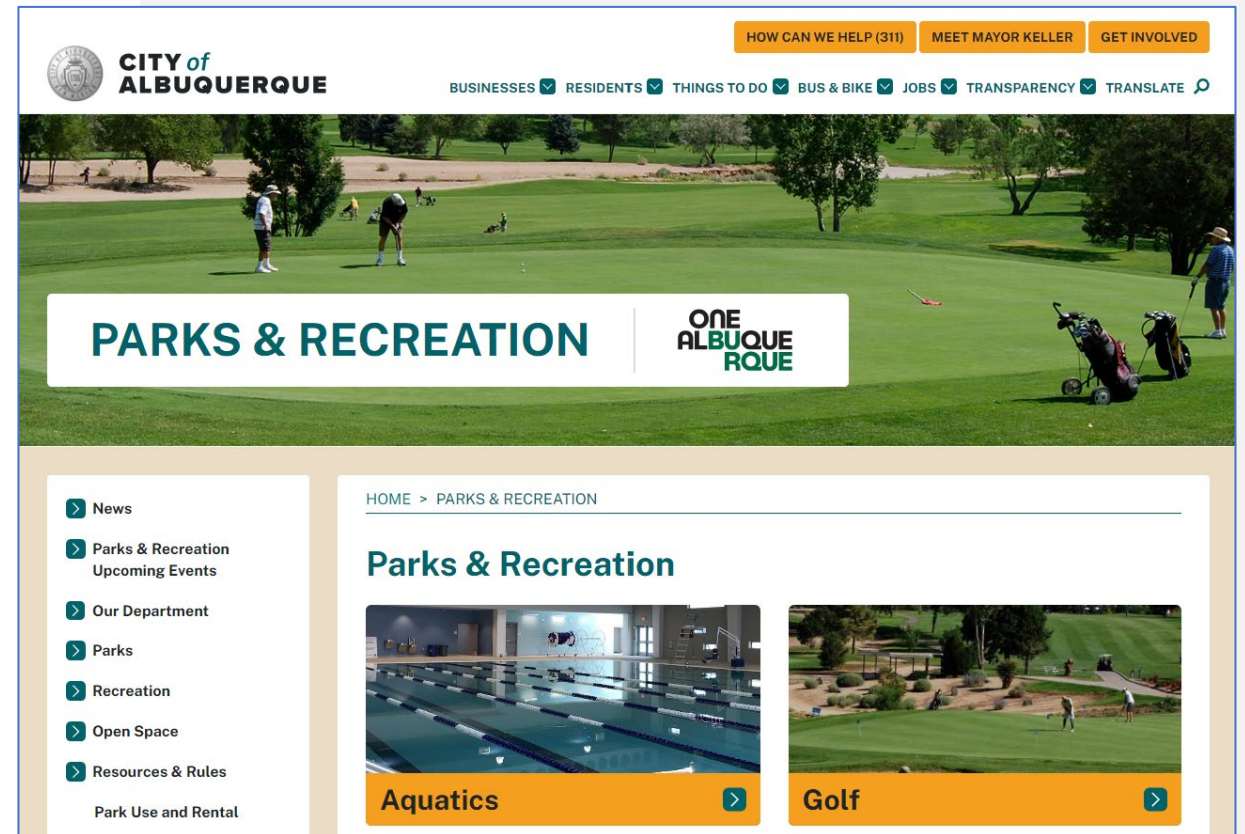 HOW CAN WE HELP (311) MEET MAYOR KELLER GET INVOLVED
CITY of
ALBUQUERQUE
BUSINESSES RESIDENTS THINGS TO DO BUS & BIKE JOBS TRANSPARENCY TRANSLATE
PARKS & RECREATION
ONE
ALBUQUE
RQUE
News
Parks & Recreation
Upcoming Events
Our Department
Parks
Recreation
Open Space
Resources & Rules
Park Use and Rental
HOME > PARKS & RECREATION
Parks & Recreation
Aquatics
Golf